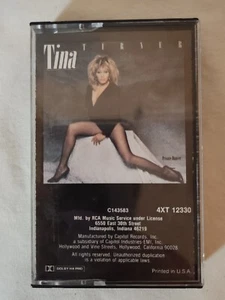 Tina TURNER
Private Dancer
C143583
4XT 12330
Mfd. by RCA Music Service under License
6550 East 30th Street
Indianapolis, Indiana 46219
Manufactured by Capitol Records, Inc.,
a subsidiary of Capitol Industries-EMI, Inc.
Hollywood and Vine Streets, Hollywood, California 90028
All rights reserved. Unauthorized duplication
is a violation of applicable laws.
Printed in U.S.A.